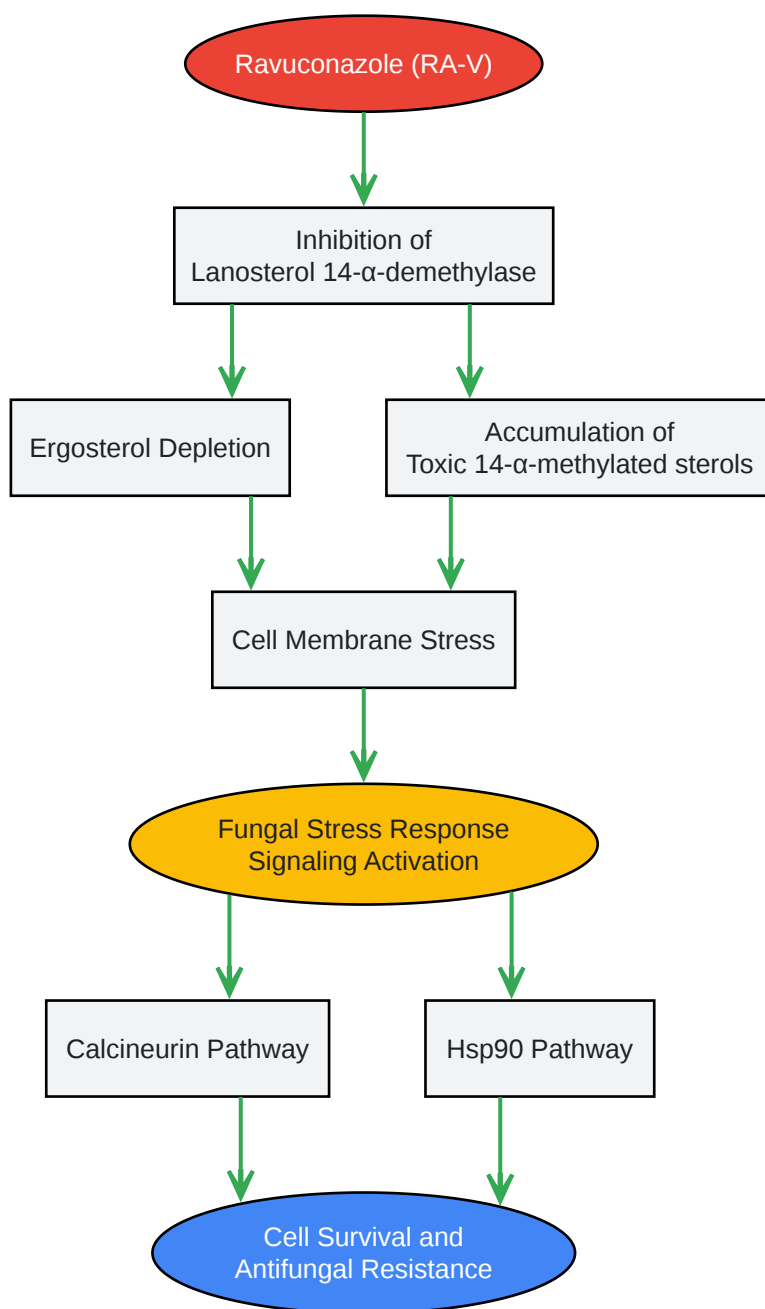 Ravuconazole (RA-V)
Inhibition of
Lanosterol 14-α-demethylase
Ergosterol Depletion
Accumulation of
Toxic 14-α-methylated sterols
Cell Membrane Stress
Fungal Stress Response
Signaling Activation
Calcineurin Pathway
Hsp90 Pathway
Cell Survival and
Antifungal Resistance